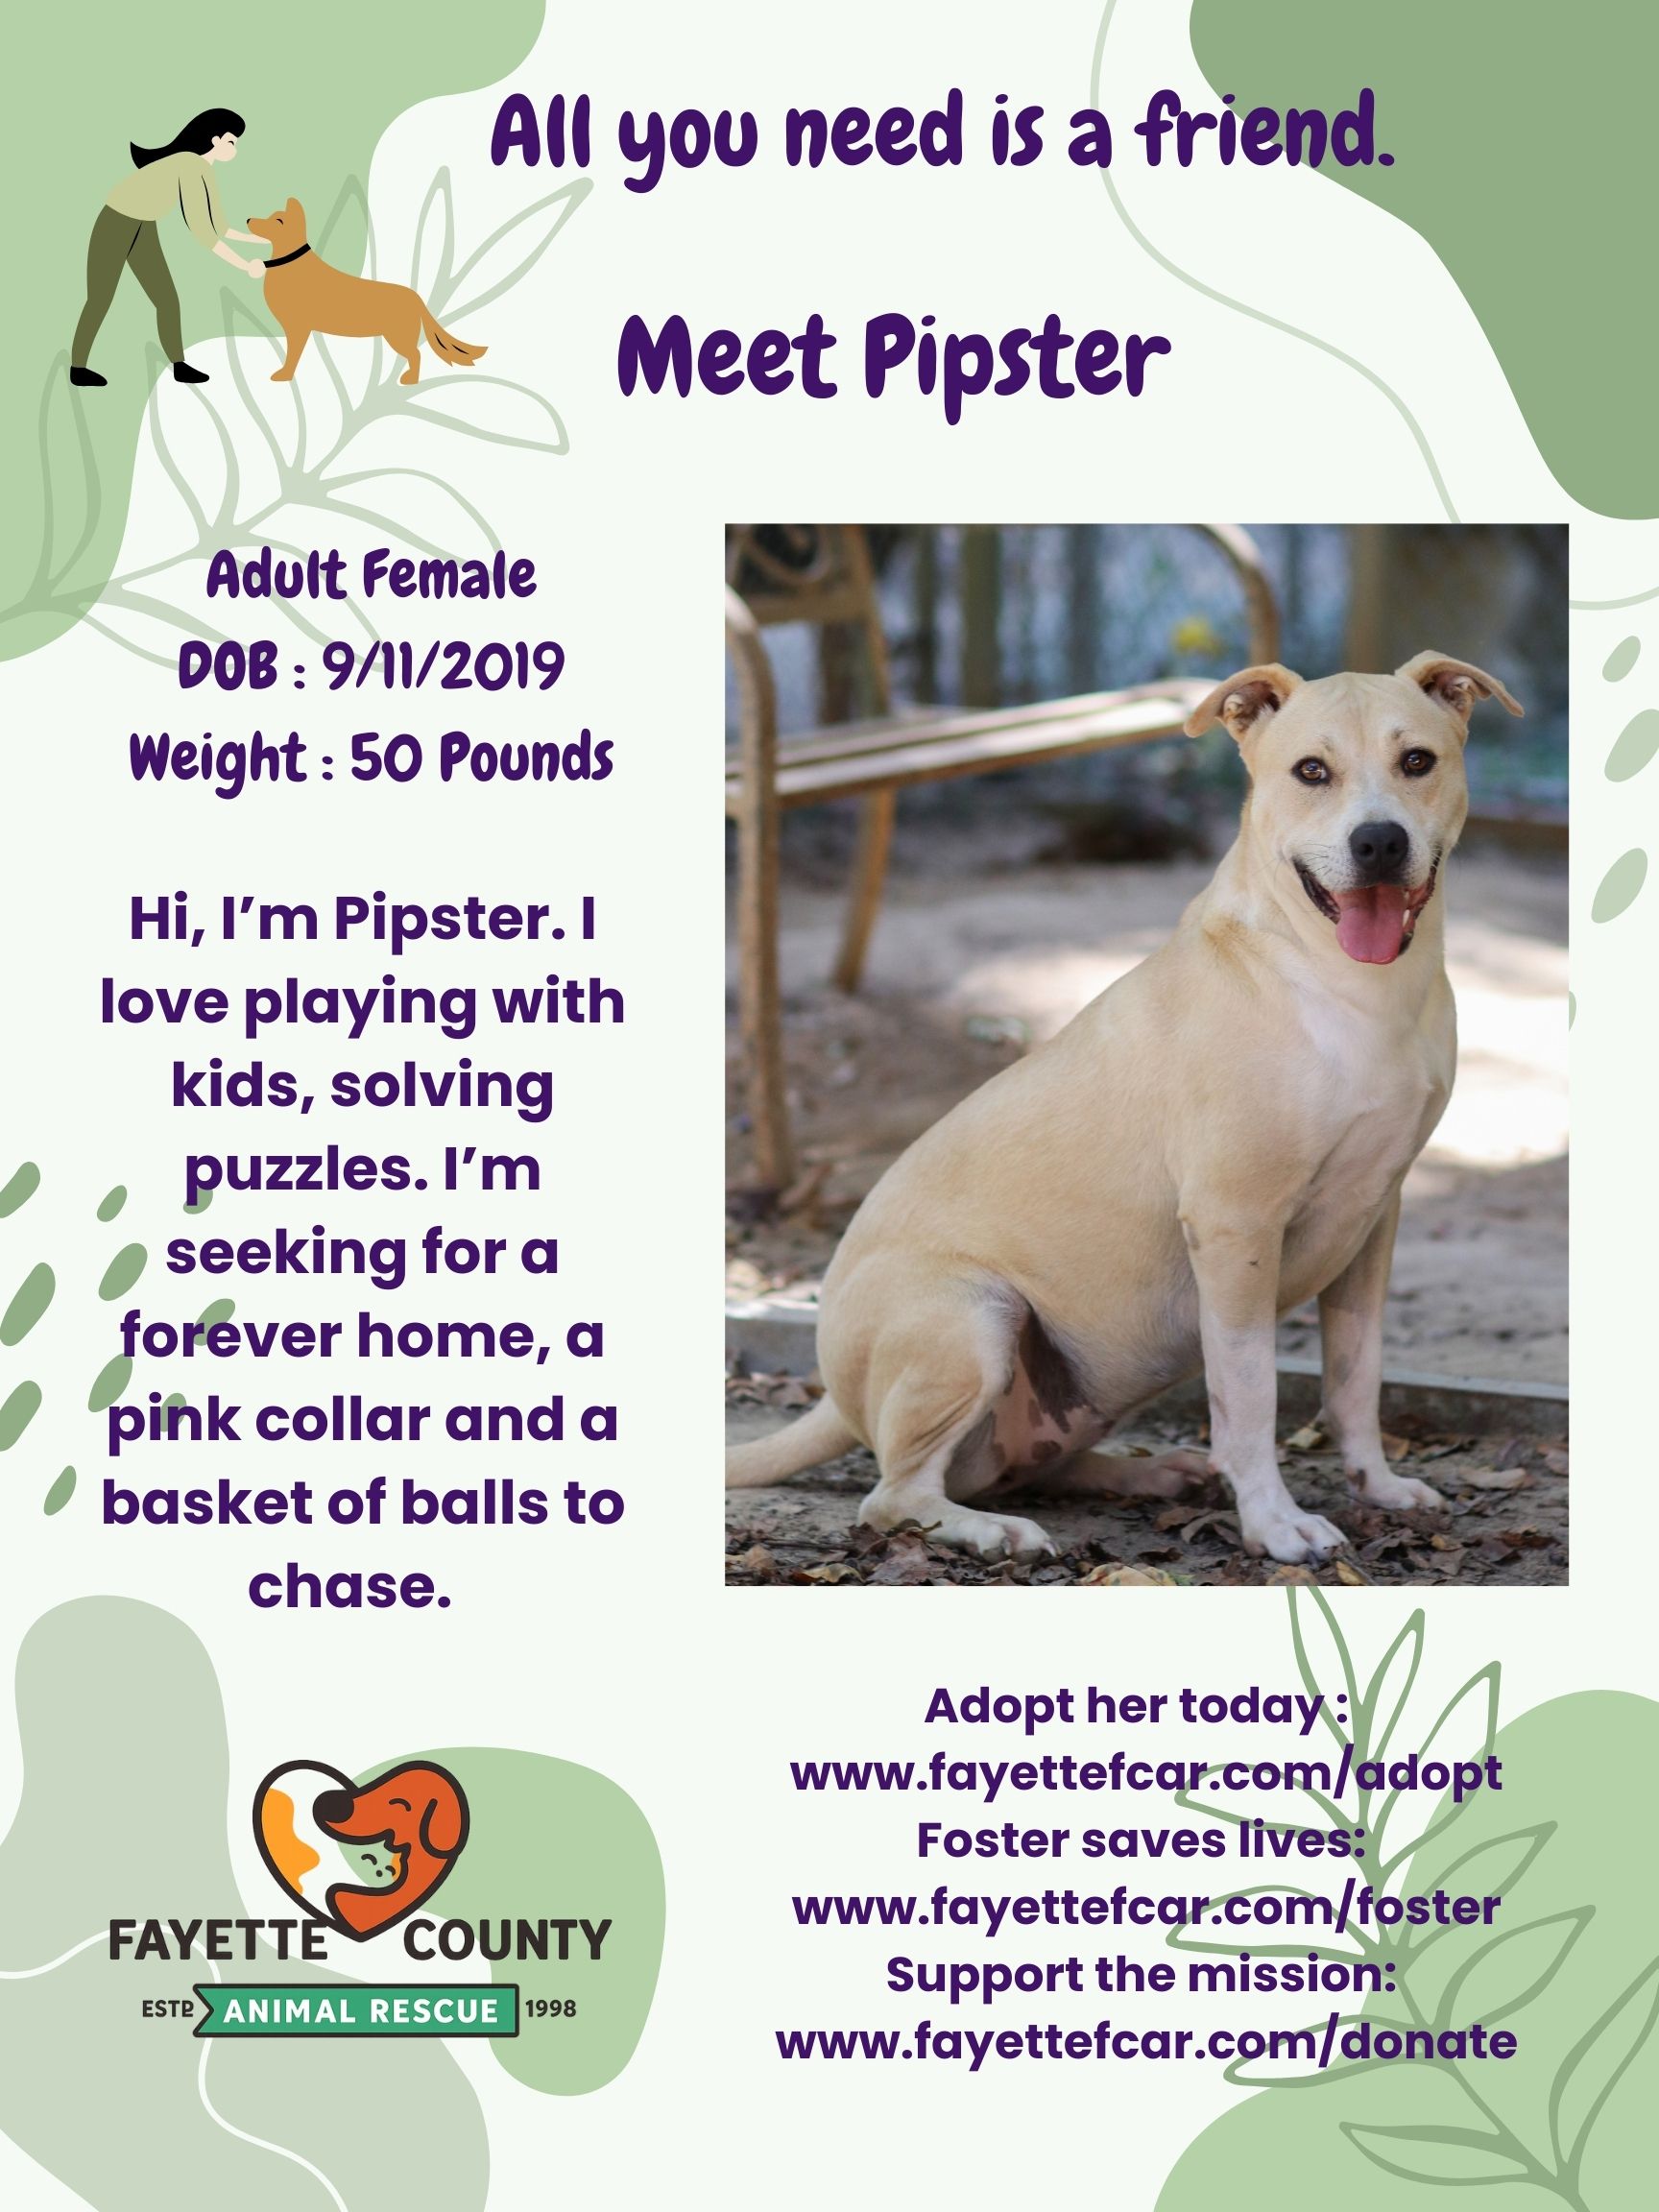 All you need is a friend.
Meet Pipster
Adult Female
DOB : 9/11/2019
Weight : 50 Pounds
Hi, I’m Pipster. I
love playing with
kids, solving
puzzles. I’m
seeking for a
forever home, a
pink collar and a
basket of balls to
chase.
Adopt her today :
www.fayettefcar.com/adopt
Foster saves lives:
www.fayettefcar.com/foster
Support the mission:
www.fayettefcar.com/donate
FAYETTE COUNTY
ESTD ANIMAL RESCUE 1998